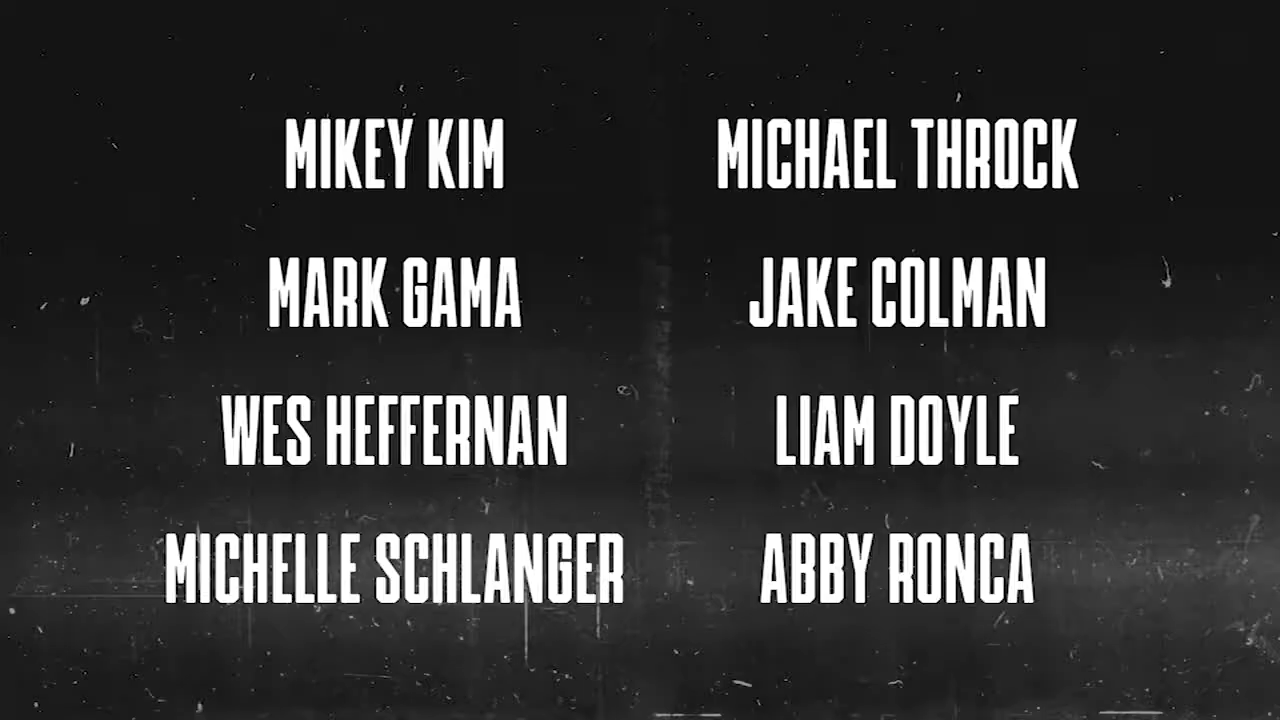 MIKEY KIM
MICHAEL THROCK
MARK GAMA
JAKE COLMAN
WES HEFFERNAN
LIAM DOYLE
MICHELLE SCHLANGER
ABBY RONCA